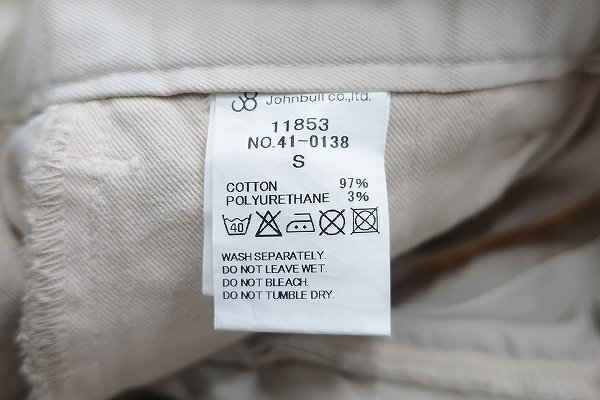 Johnbull co.,ltd.
11853
NO.41-0138
S
COTTON 97%
POLYURETHANE 3%
40
WASH SEPARATELY.
DO NOT LEAVE WET.
DO NOT BLEACH.
DO NOT TUMBLE DRY.